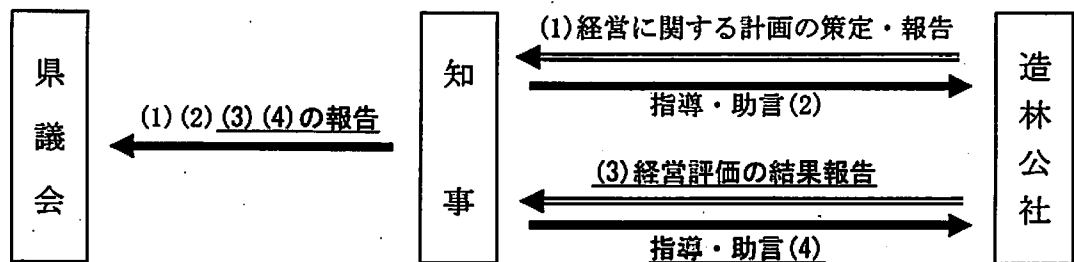 県議会
(1)(2)(3)(4)の報告
知事
(1)経営に関する計画の策定・報告
指導・助言(2)
(3)経営評価の結果報告
指導・助言(4)
造林公社